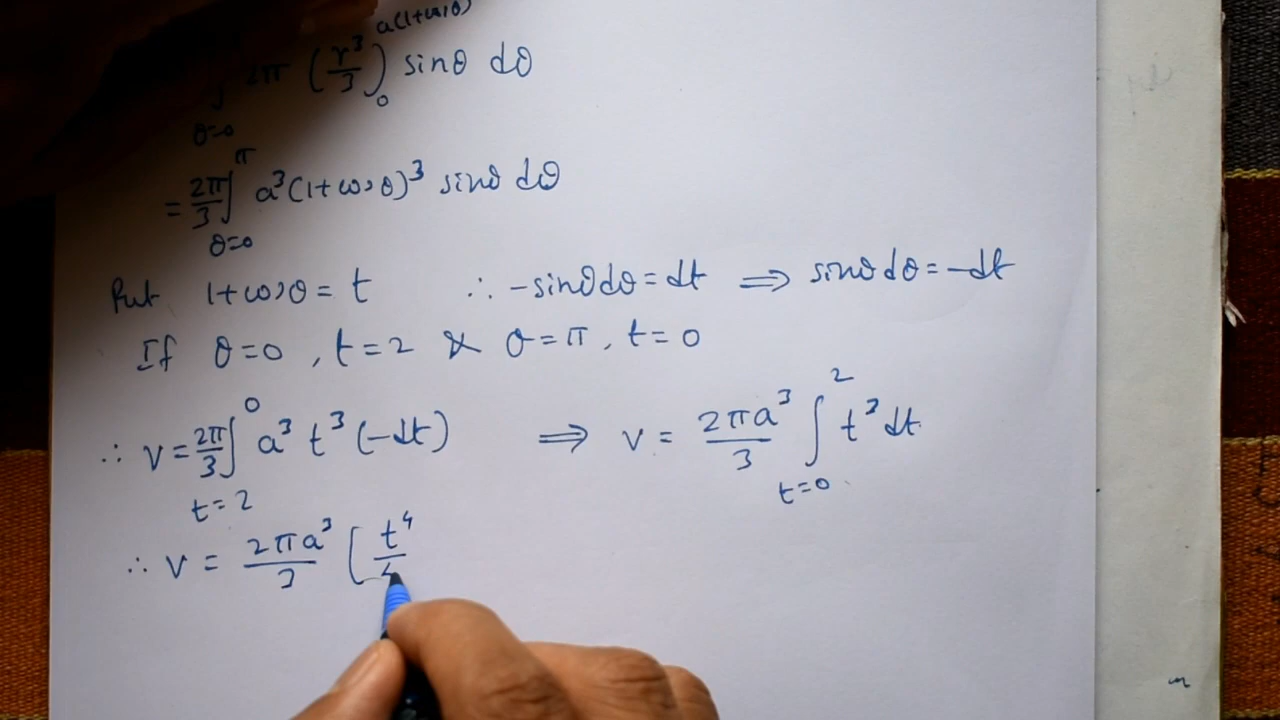 2π (r³/3)₀^{a(1+cosθ)} sinθ dθ
θ=0
= 2π/3 ∫_{θ=0}^{π} a³(1+cosθ)³ sinθ dθ
Put 1+cosθ = t ∴ -sinθdθ = dt ⟹ sinθ dθ = -dt
If θ=0, t=2 & θ=π, t=0
∴ V = 2π/3 ∫_{t=2}^{0} a³ t³ (-dt) ⟹ V = 2πa³/3 ∫_{t=0}^{2} t³ dt
∴ V = 2πa³/3 [t⁴/